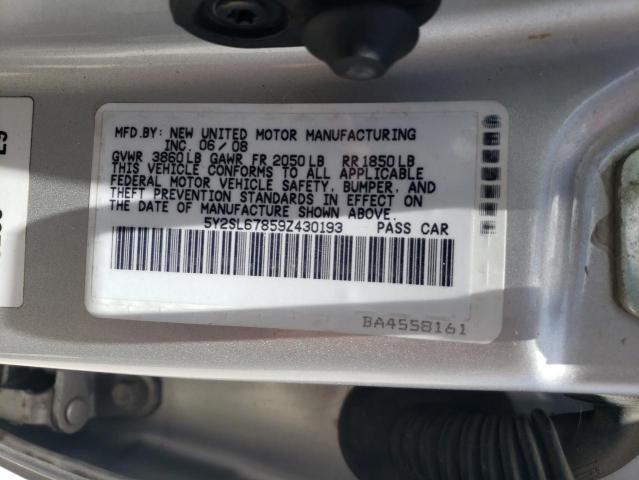 MFD.BY: NEW UNITED MOTOR MANUFACTURING
INC. 06/08
GVWR 3860LB GAWR FR 2050LB RR 1850LB
THIS VEHICLE CONFORMS TO ALL APPLICABLE
FEDERAL MOTOR VEHICLE SAFETY, BUMPER, AND
THEFT PREVENTION STANDARDS IN EFFECT ON
THE DATE OF MANUFACTURE SHOWN ABOVE.
5Y2SL67859Z430193 PASS CAR
BA4558161